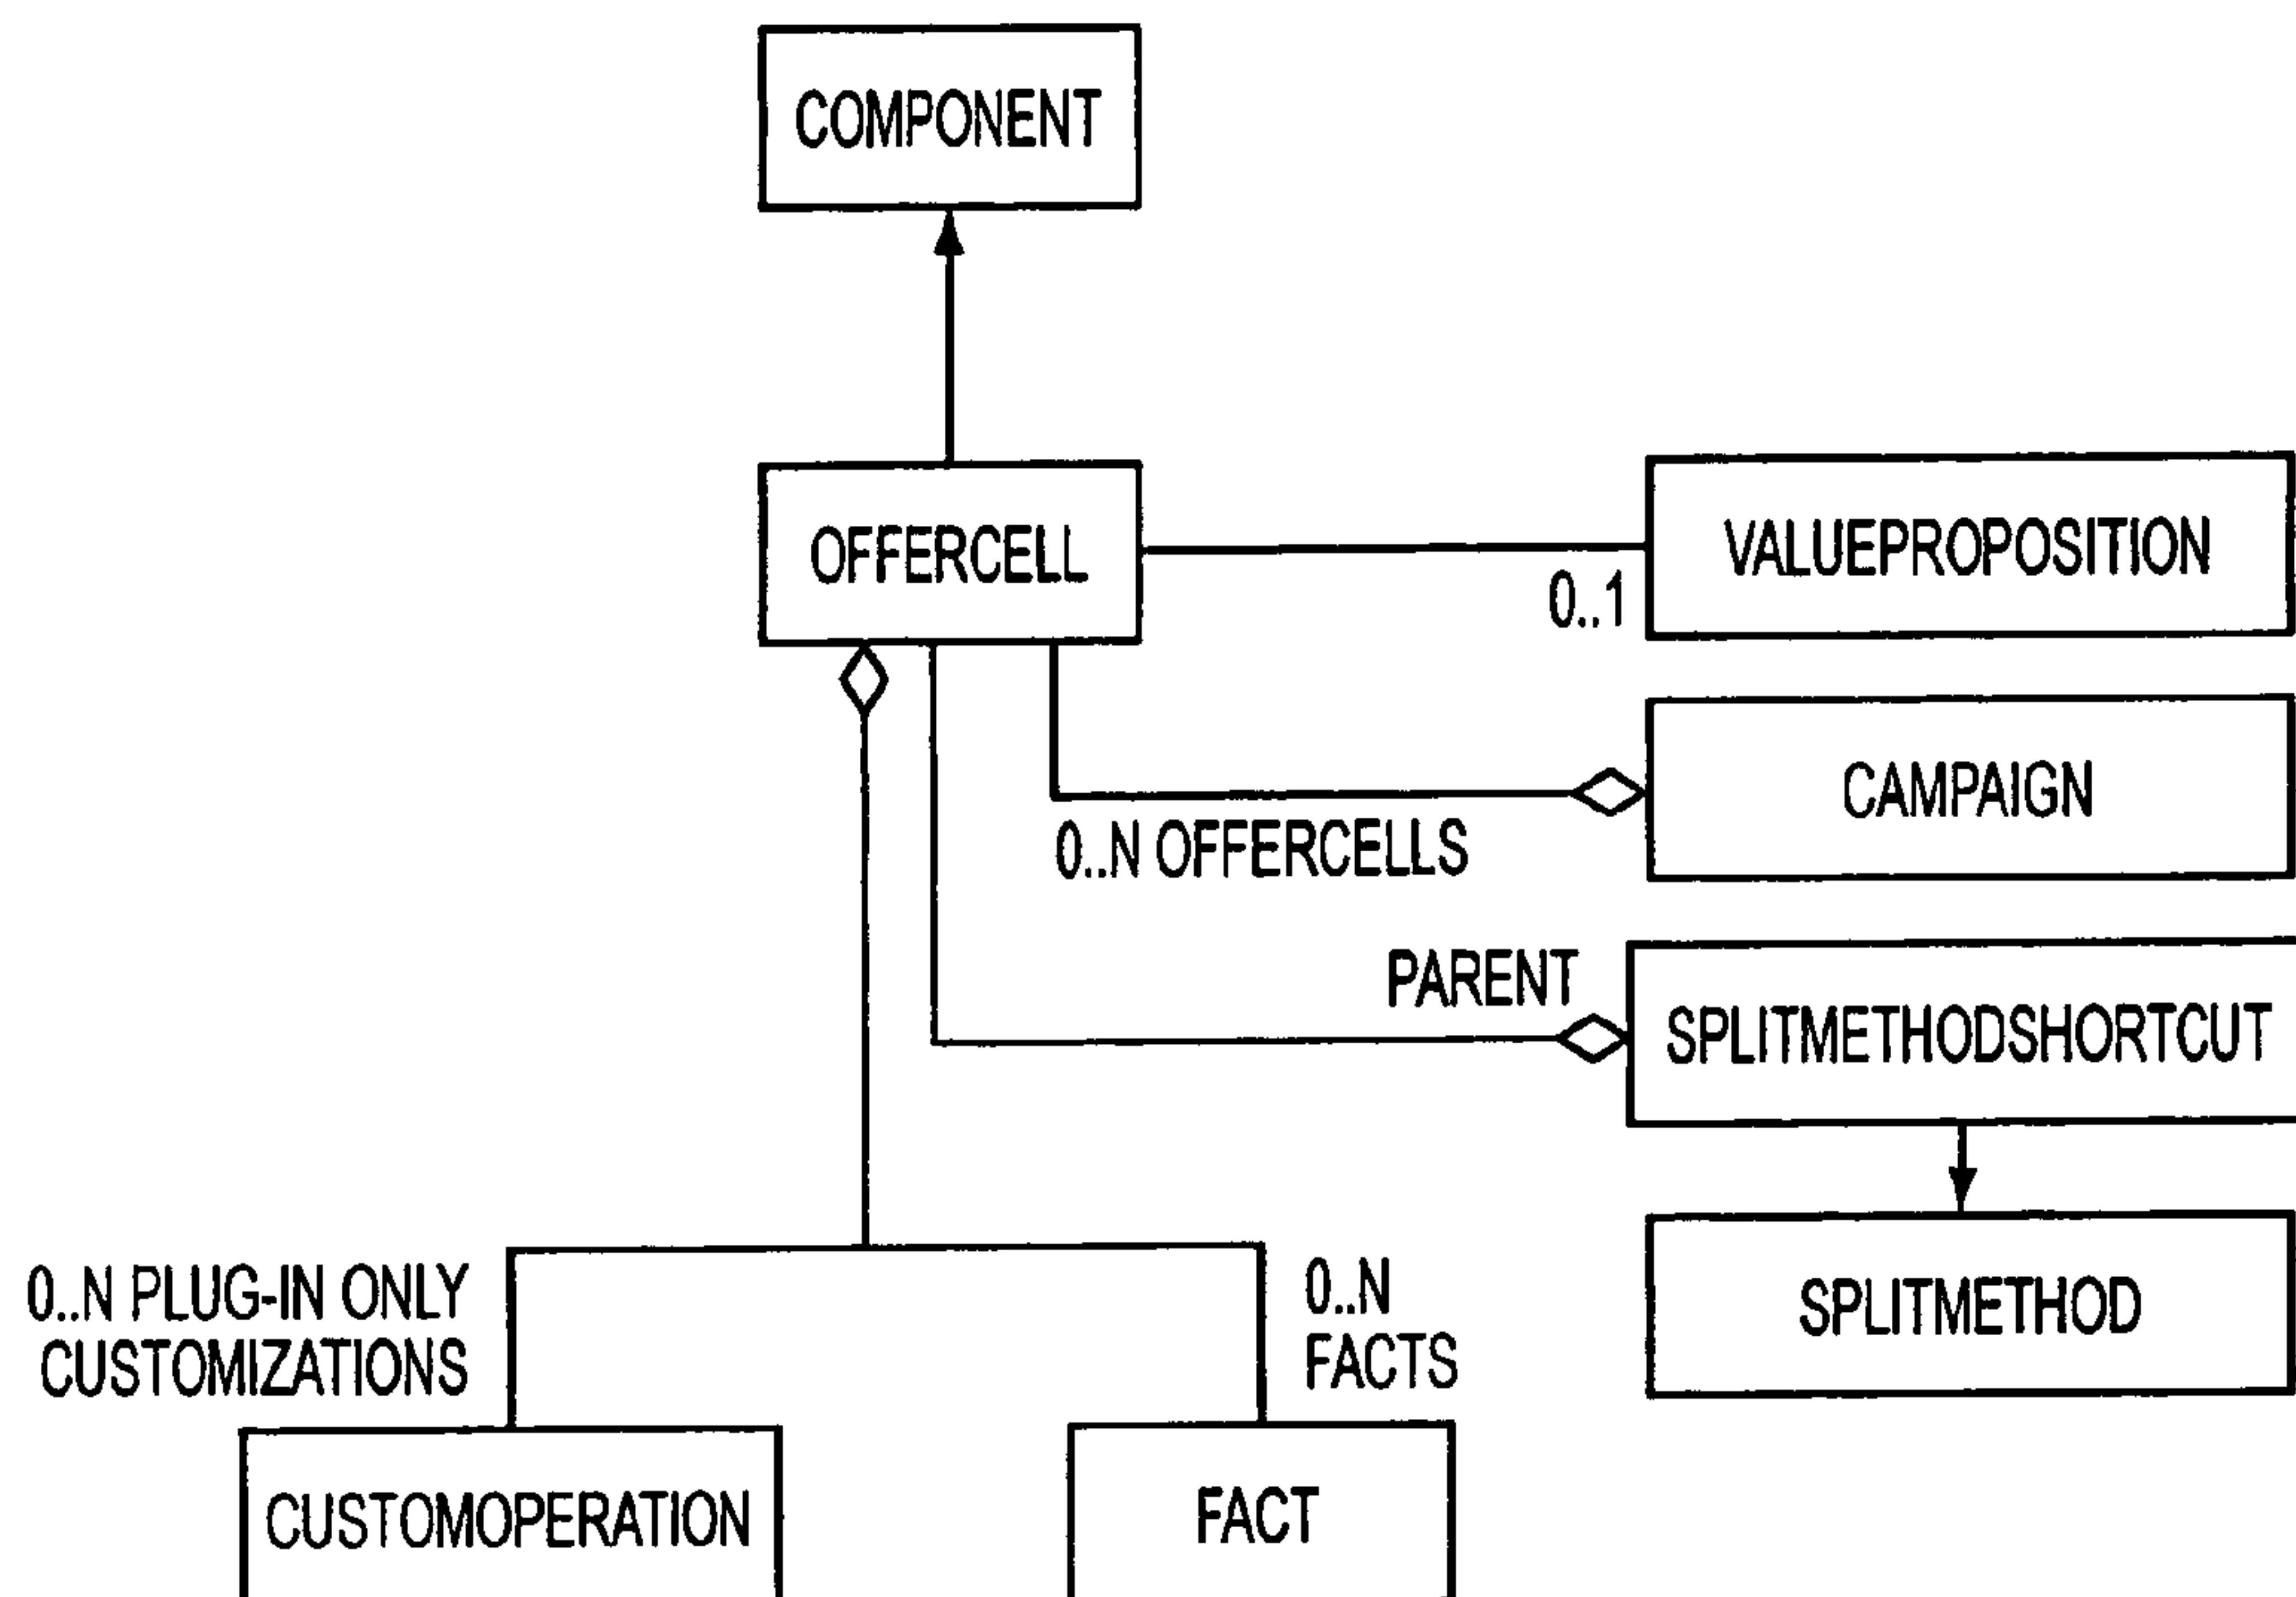 COMPONENT
OFFERCELL
VALUEPROPOSITION
0..1
CAMPAIGN
0..N OFFERCELLS
PARENT
SPLITMETHODSHORTCUT
SPLITMETHOD
0..N PLUG-IN ONLY
CUSTOMIZATIONS
0..N
FACTS
CUSTOMOPERATION
FACT